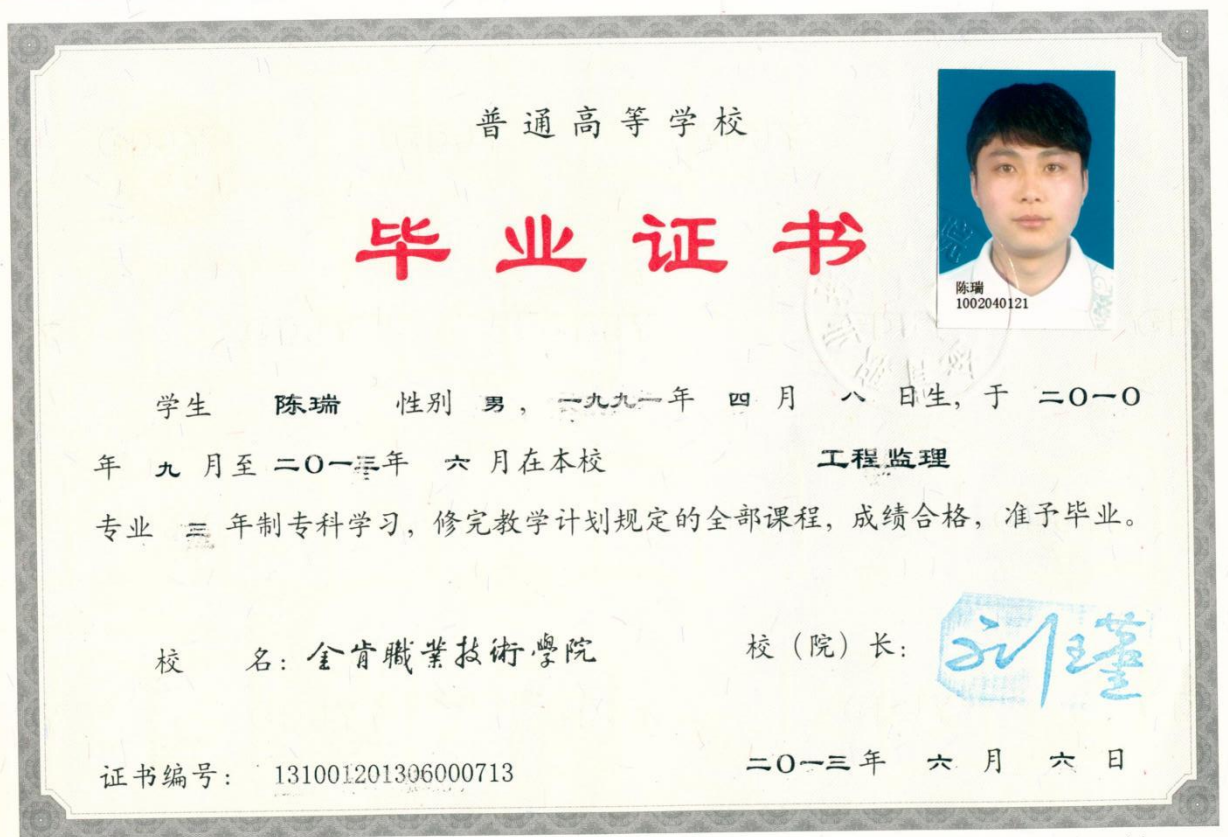 普通高等学校
毕业证书
陈瑞
1002040121
学生 陈瑞 性别 男，一九九一年 四 月 八 日生，于 二〇一〇
年 九 月至 二〇一三年 六 月在本校 工程监理
专业 三 年制专科学习，修完教学计划规定的全部课程，成绩合格，准予毕业。
校 名：金肯職業技術學院 校（院）长：
证书编号： 131001201306000713 二〇一三年 六 月 六 日